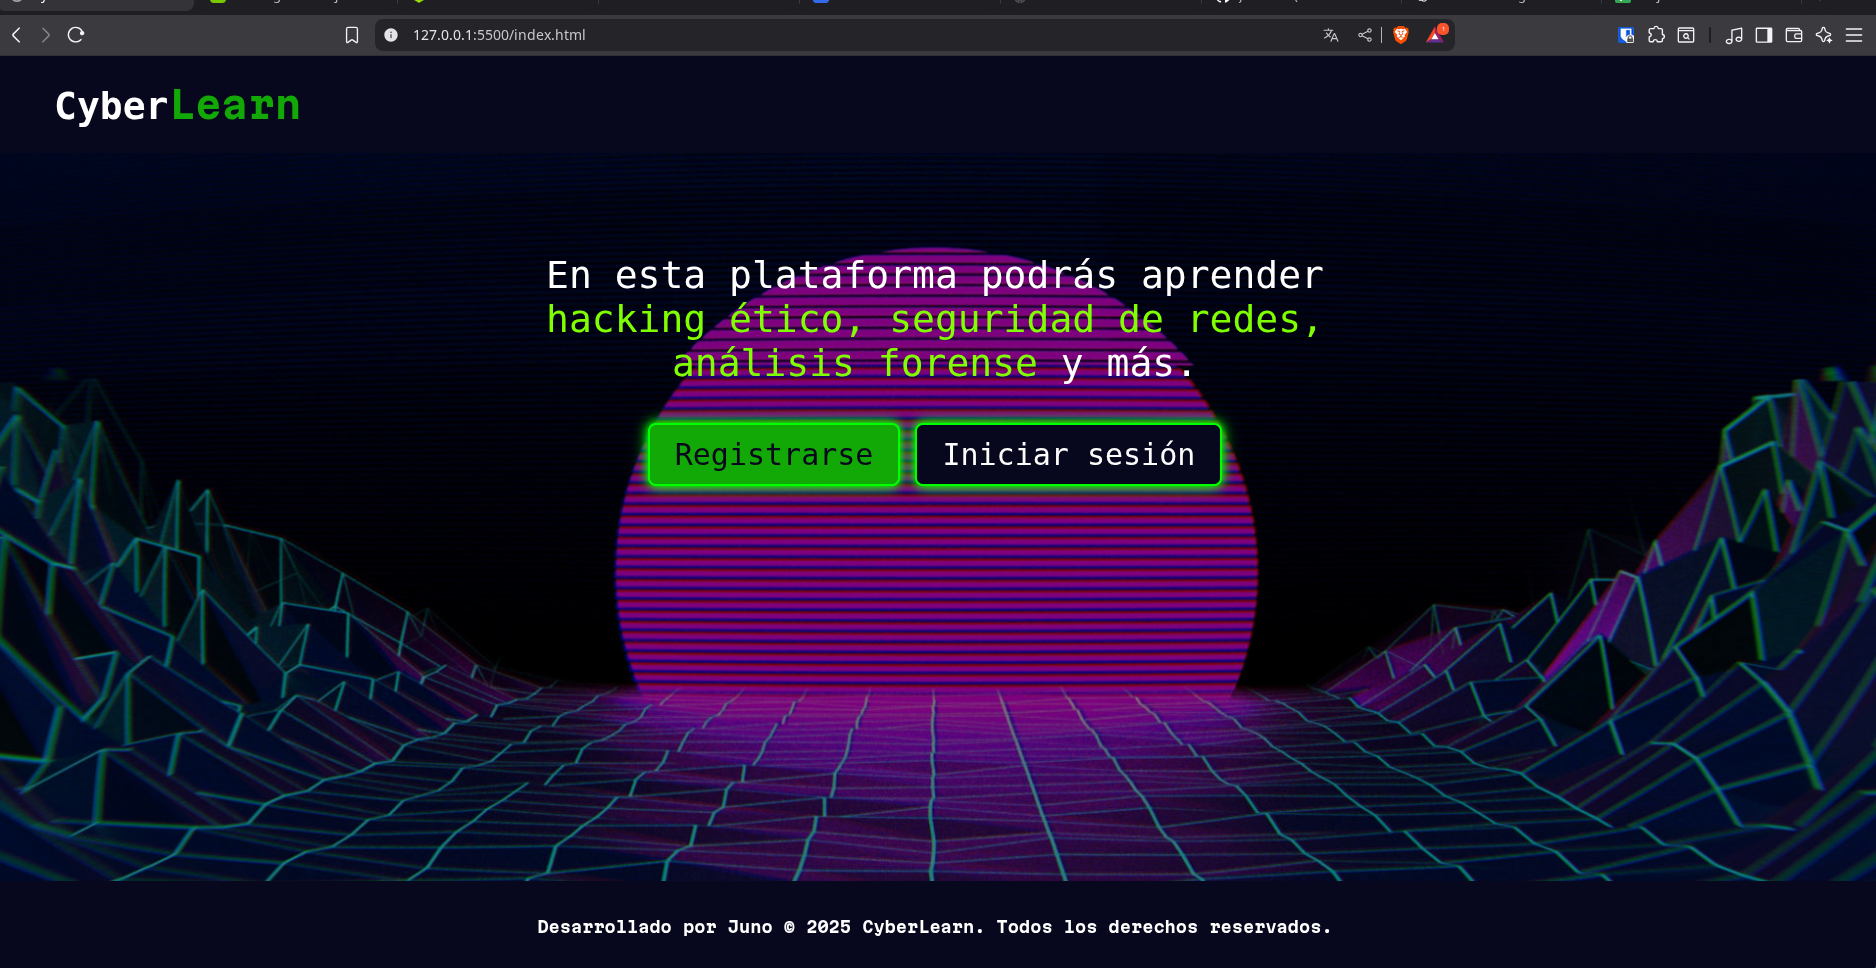 127.0.0.1:5500/index.html
CyberLearn
En esta plataforma podrás aprender
hacking ético, seguridad de redes,
análisis forense y más.
Registrarse Iniciar sesión
Desarrollado por Juno © 2025 CyberLearn. Todos los derechos reservados.